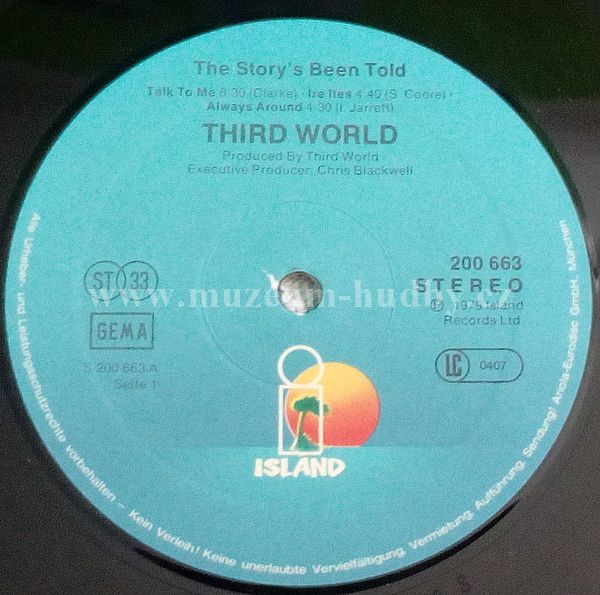 The Story's Been Told
Talk To Me 8:30 (Clarke) · Ire Ites 4:40 (S. Coore) ·
Always Around 4:30 (I. Jarrett)
THIRD WORLD
Produced By Third World
Executive Producer: Chris Blackwell
ST 33
200 663
STEREO
GEMA
℗ 1979 Island
Records Ltd.
S 200 663 A
Seite 1
LC 0407
ISLAND
www.muzeum-hudby.cz
Alle Urheber- und Leistungsschutzrechte vorbehalten – Kein Verleih! Keine unerlaubte Vervielfältigung, Vermietung, Aufführung, Sendung! Ariola-Eurodisc GmbH, München